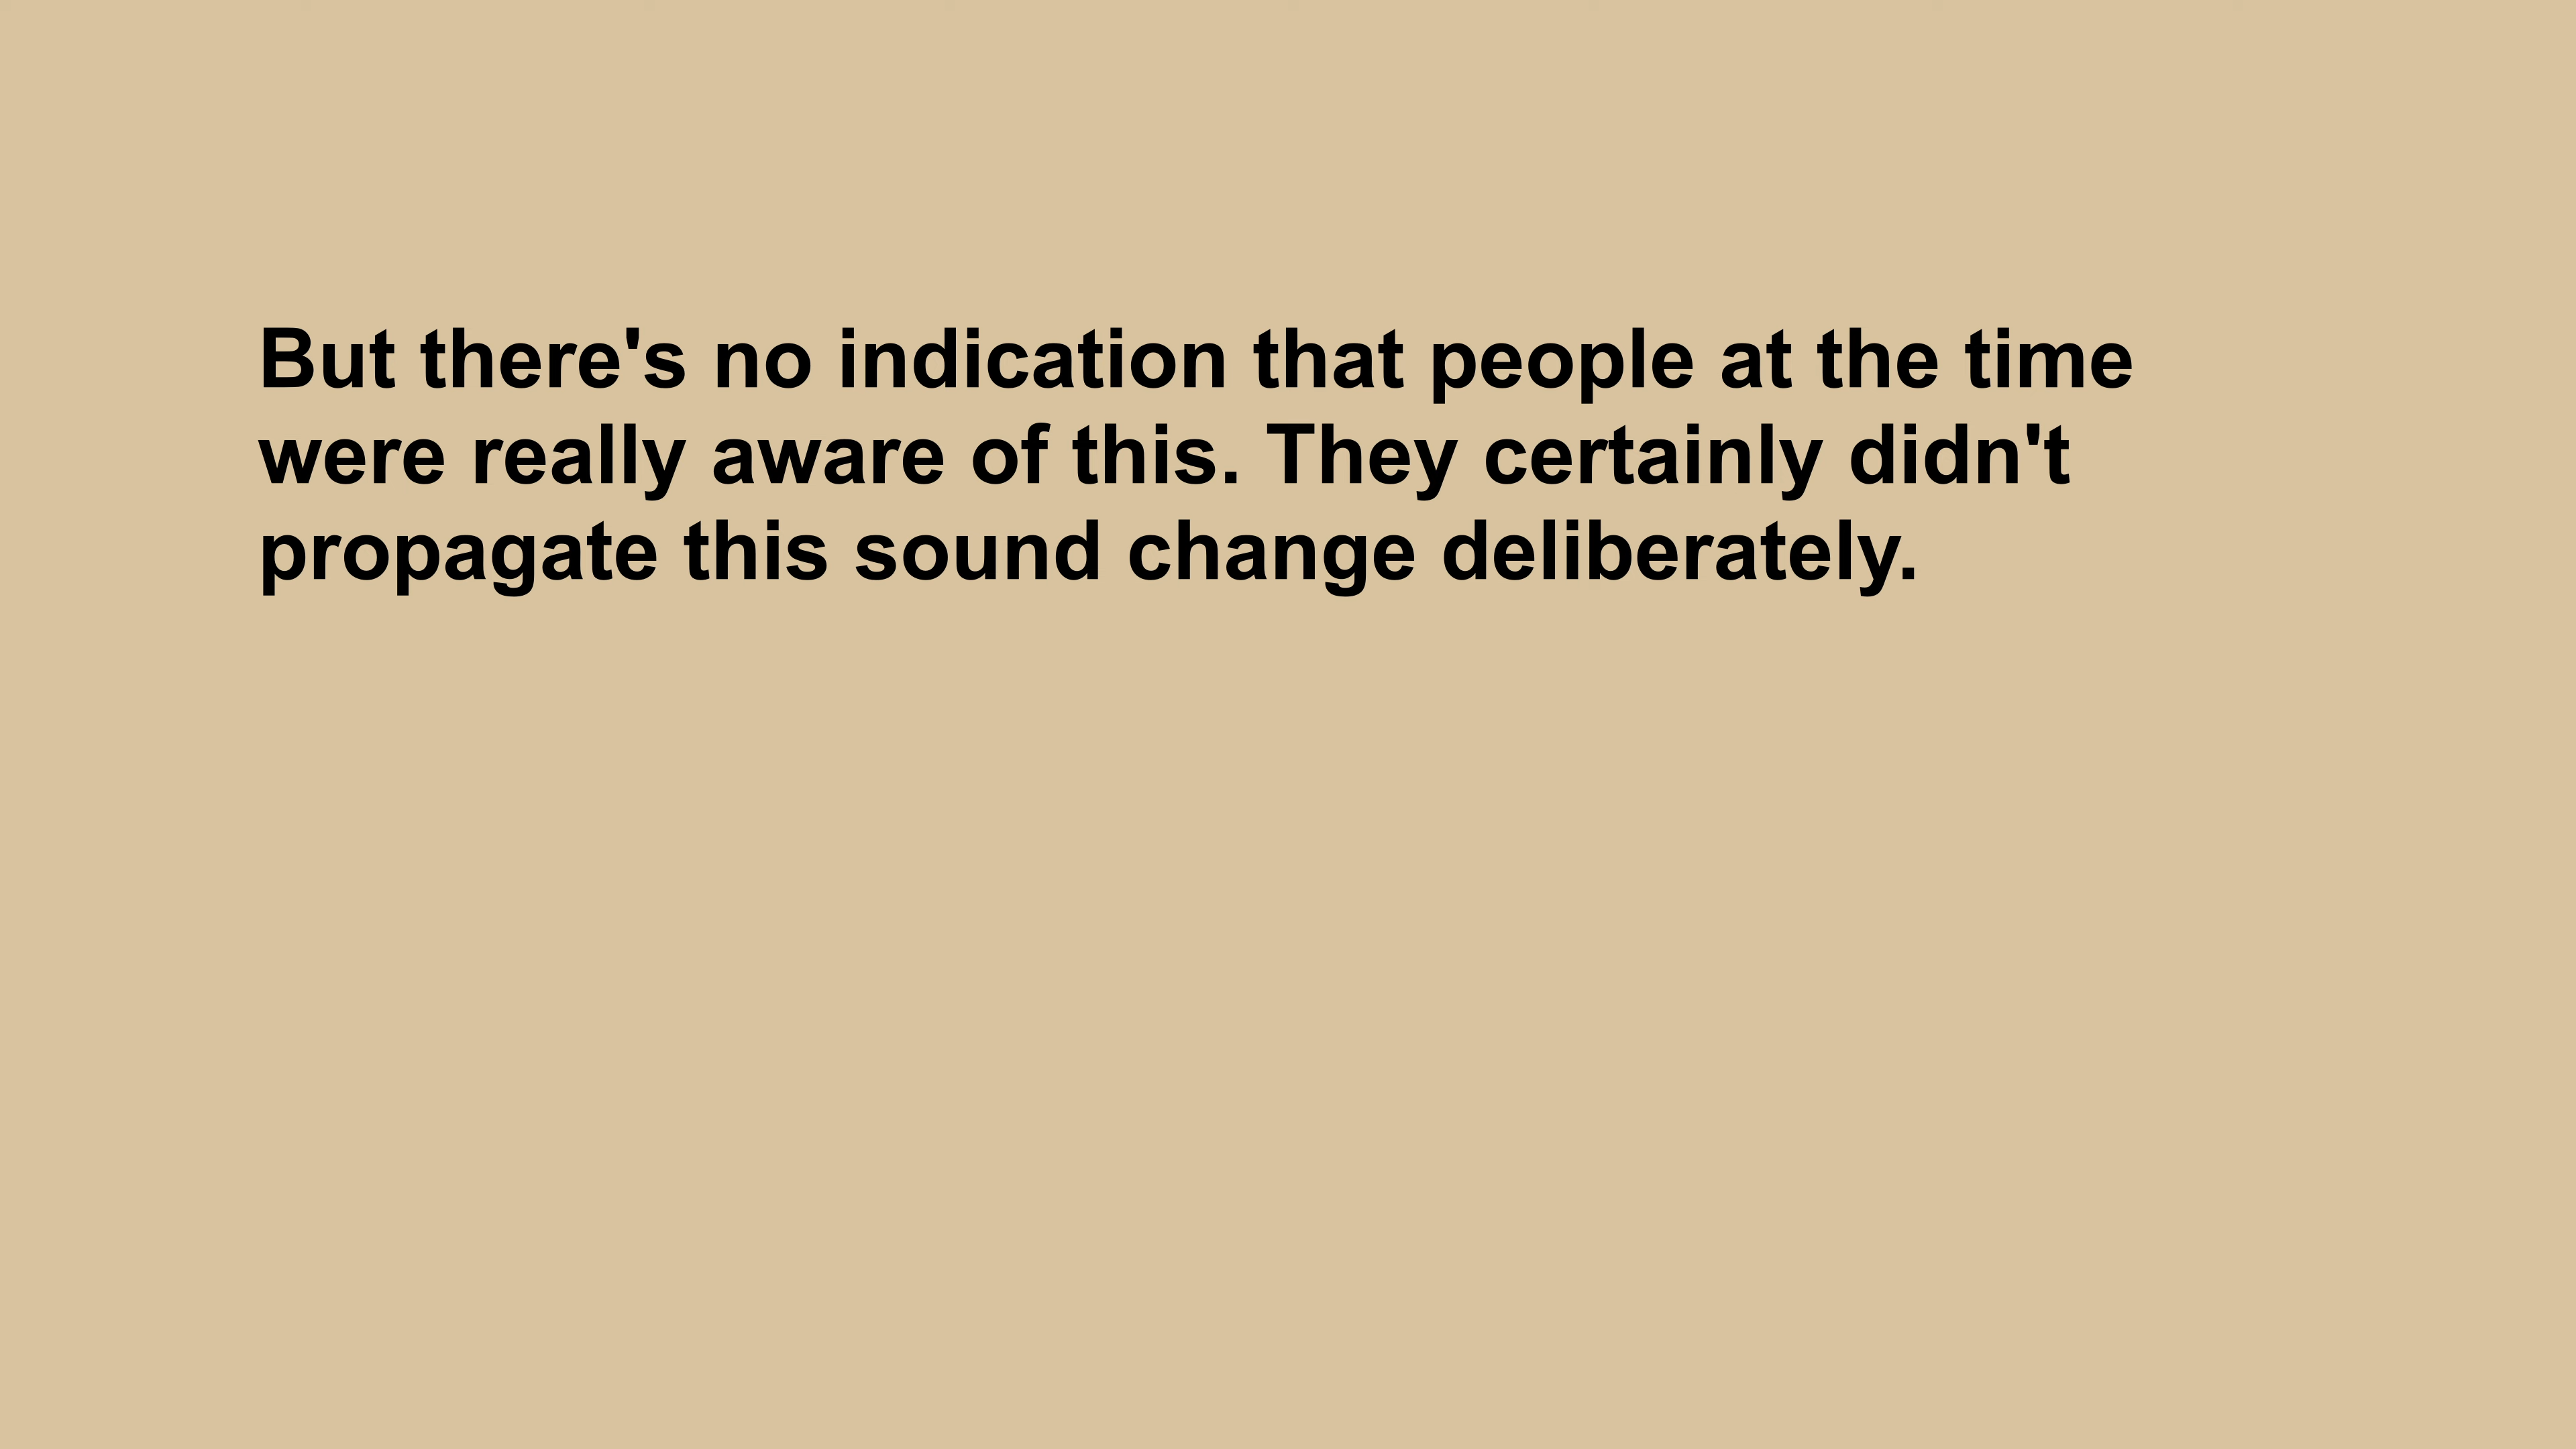 But there's no indication that people at the time
were really aware of this. They certainly didn't
propagate this sound change deliberately.